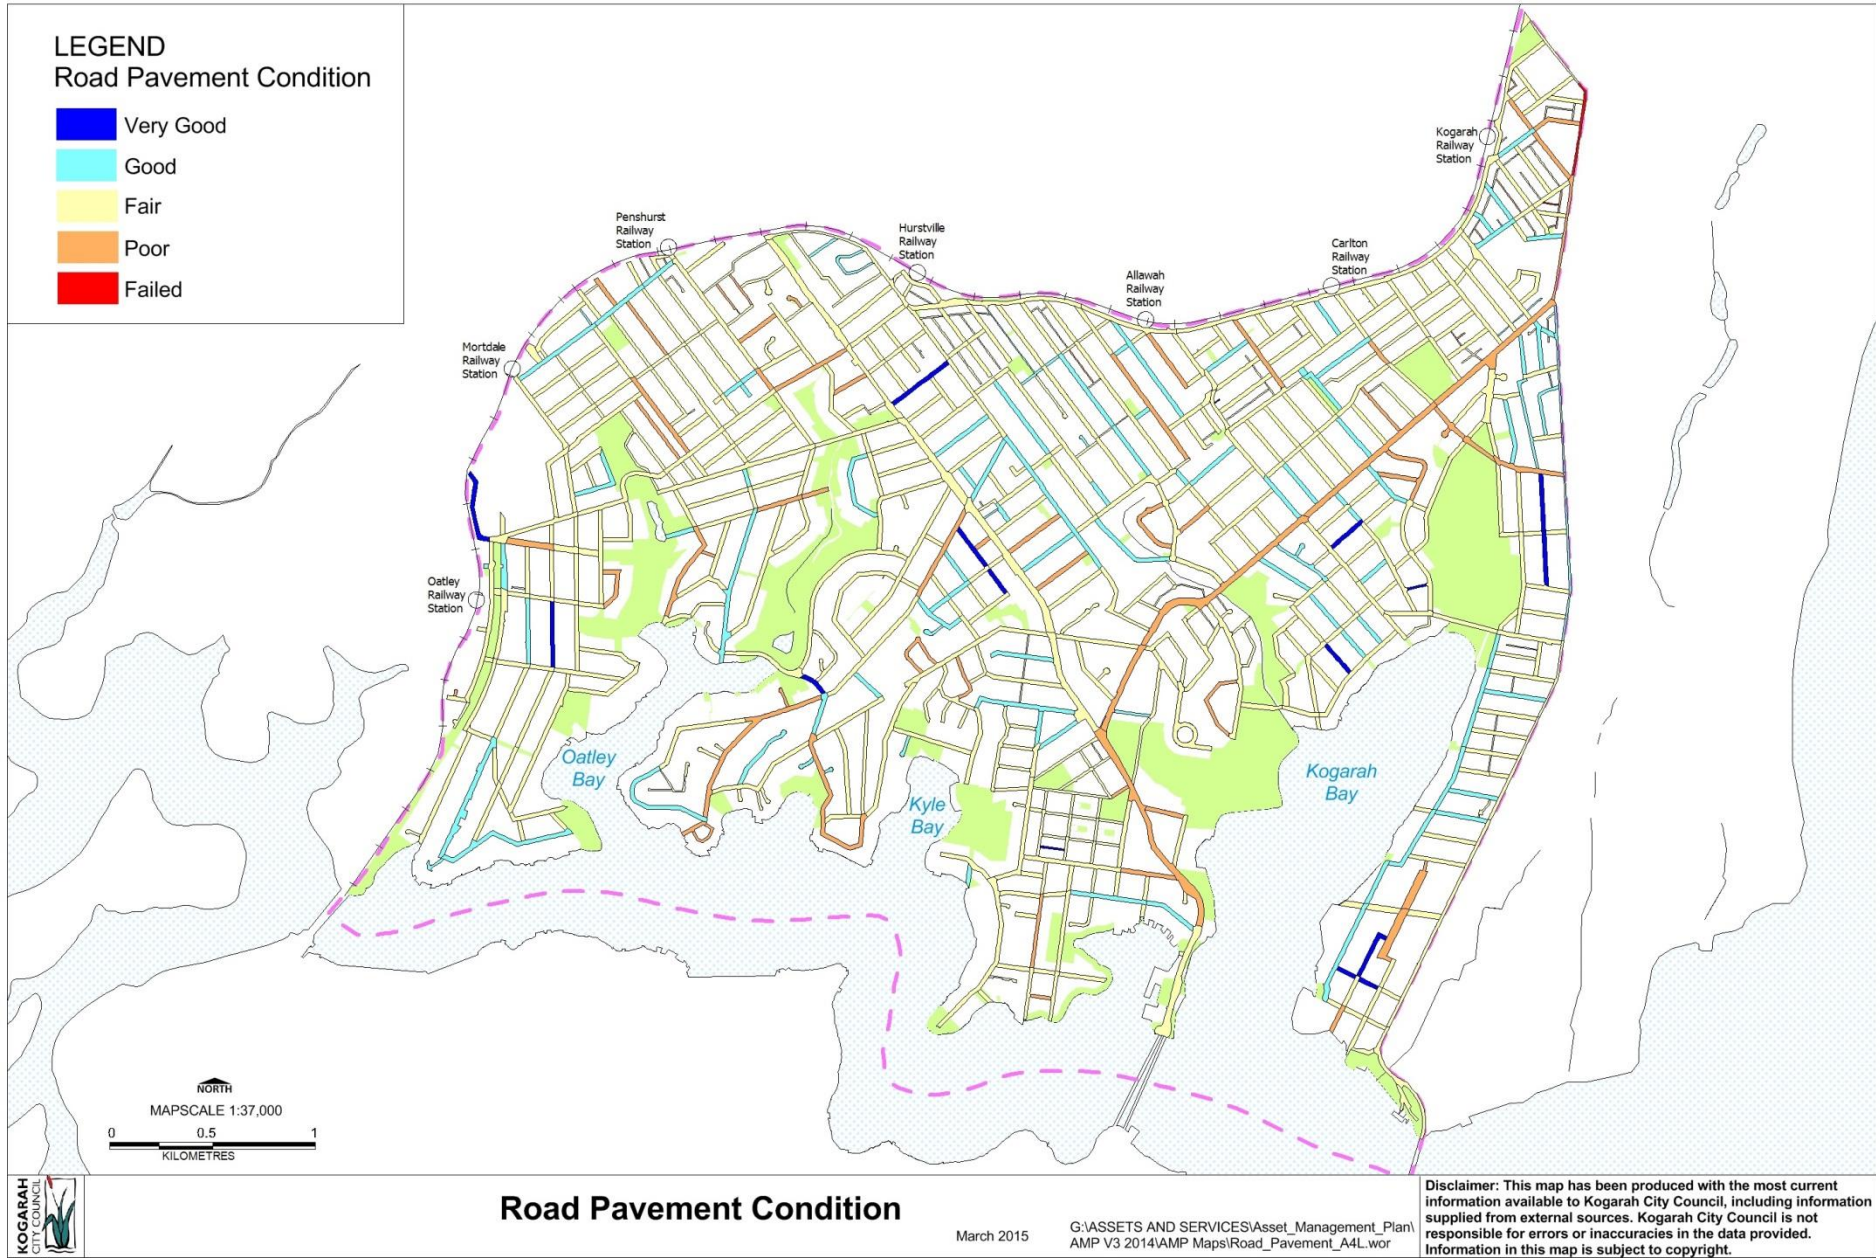 LEGEND
Road Pavement Condition
Very Good
Good
Fair
Poor
Failed
Kogarah
Railway
Station
Penshurst
Railway
Station
Hurstville
Railway
Station
Carlton
Railway
Station
Allawah
Railway
Station
Mortdale
Railway
Station
Oatley
Railway
Station
Oatley
Bay
Kyle
Bay
Kogarah
Bay
NORTH
MAPSCALE 1:37,000
0 0.5 1
KILOMETRES
KOGARAH
CITY COUNCIL
Road Pavement Condition
March 2015
G:\ASSETS AND SERVICES\Asset_Management_Plan\
AMP V3 2014\AMP Maps\Road_Pavement_A4L.wor
Disclaimer: This map has been produced with the most current
information available to Kogarah City Council, including information
supplied from external sources. Kogarah City Council is not
responsible for errors or inaccuracies in the data provided.
Information in this map is subject to copyright.